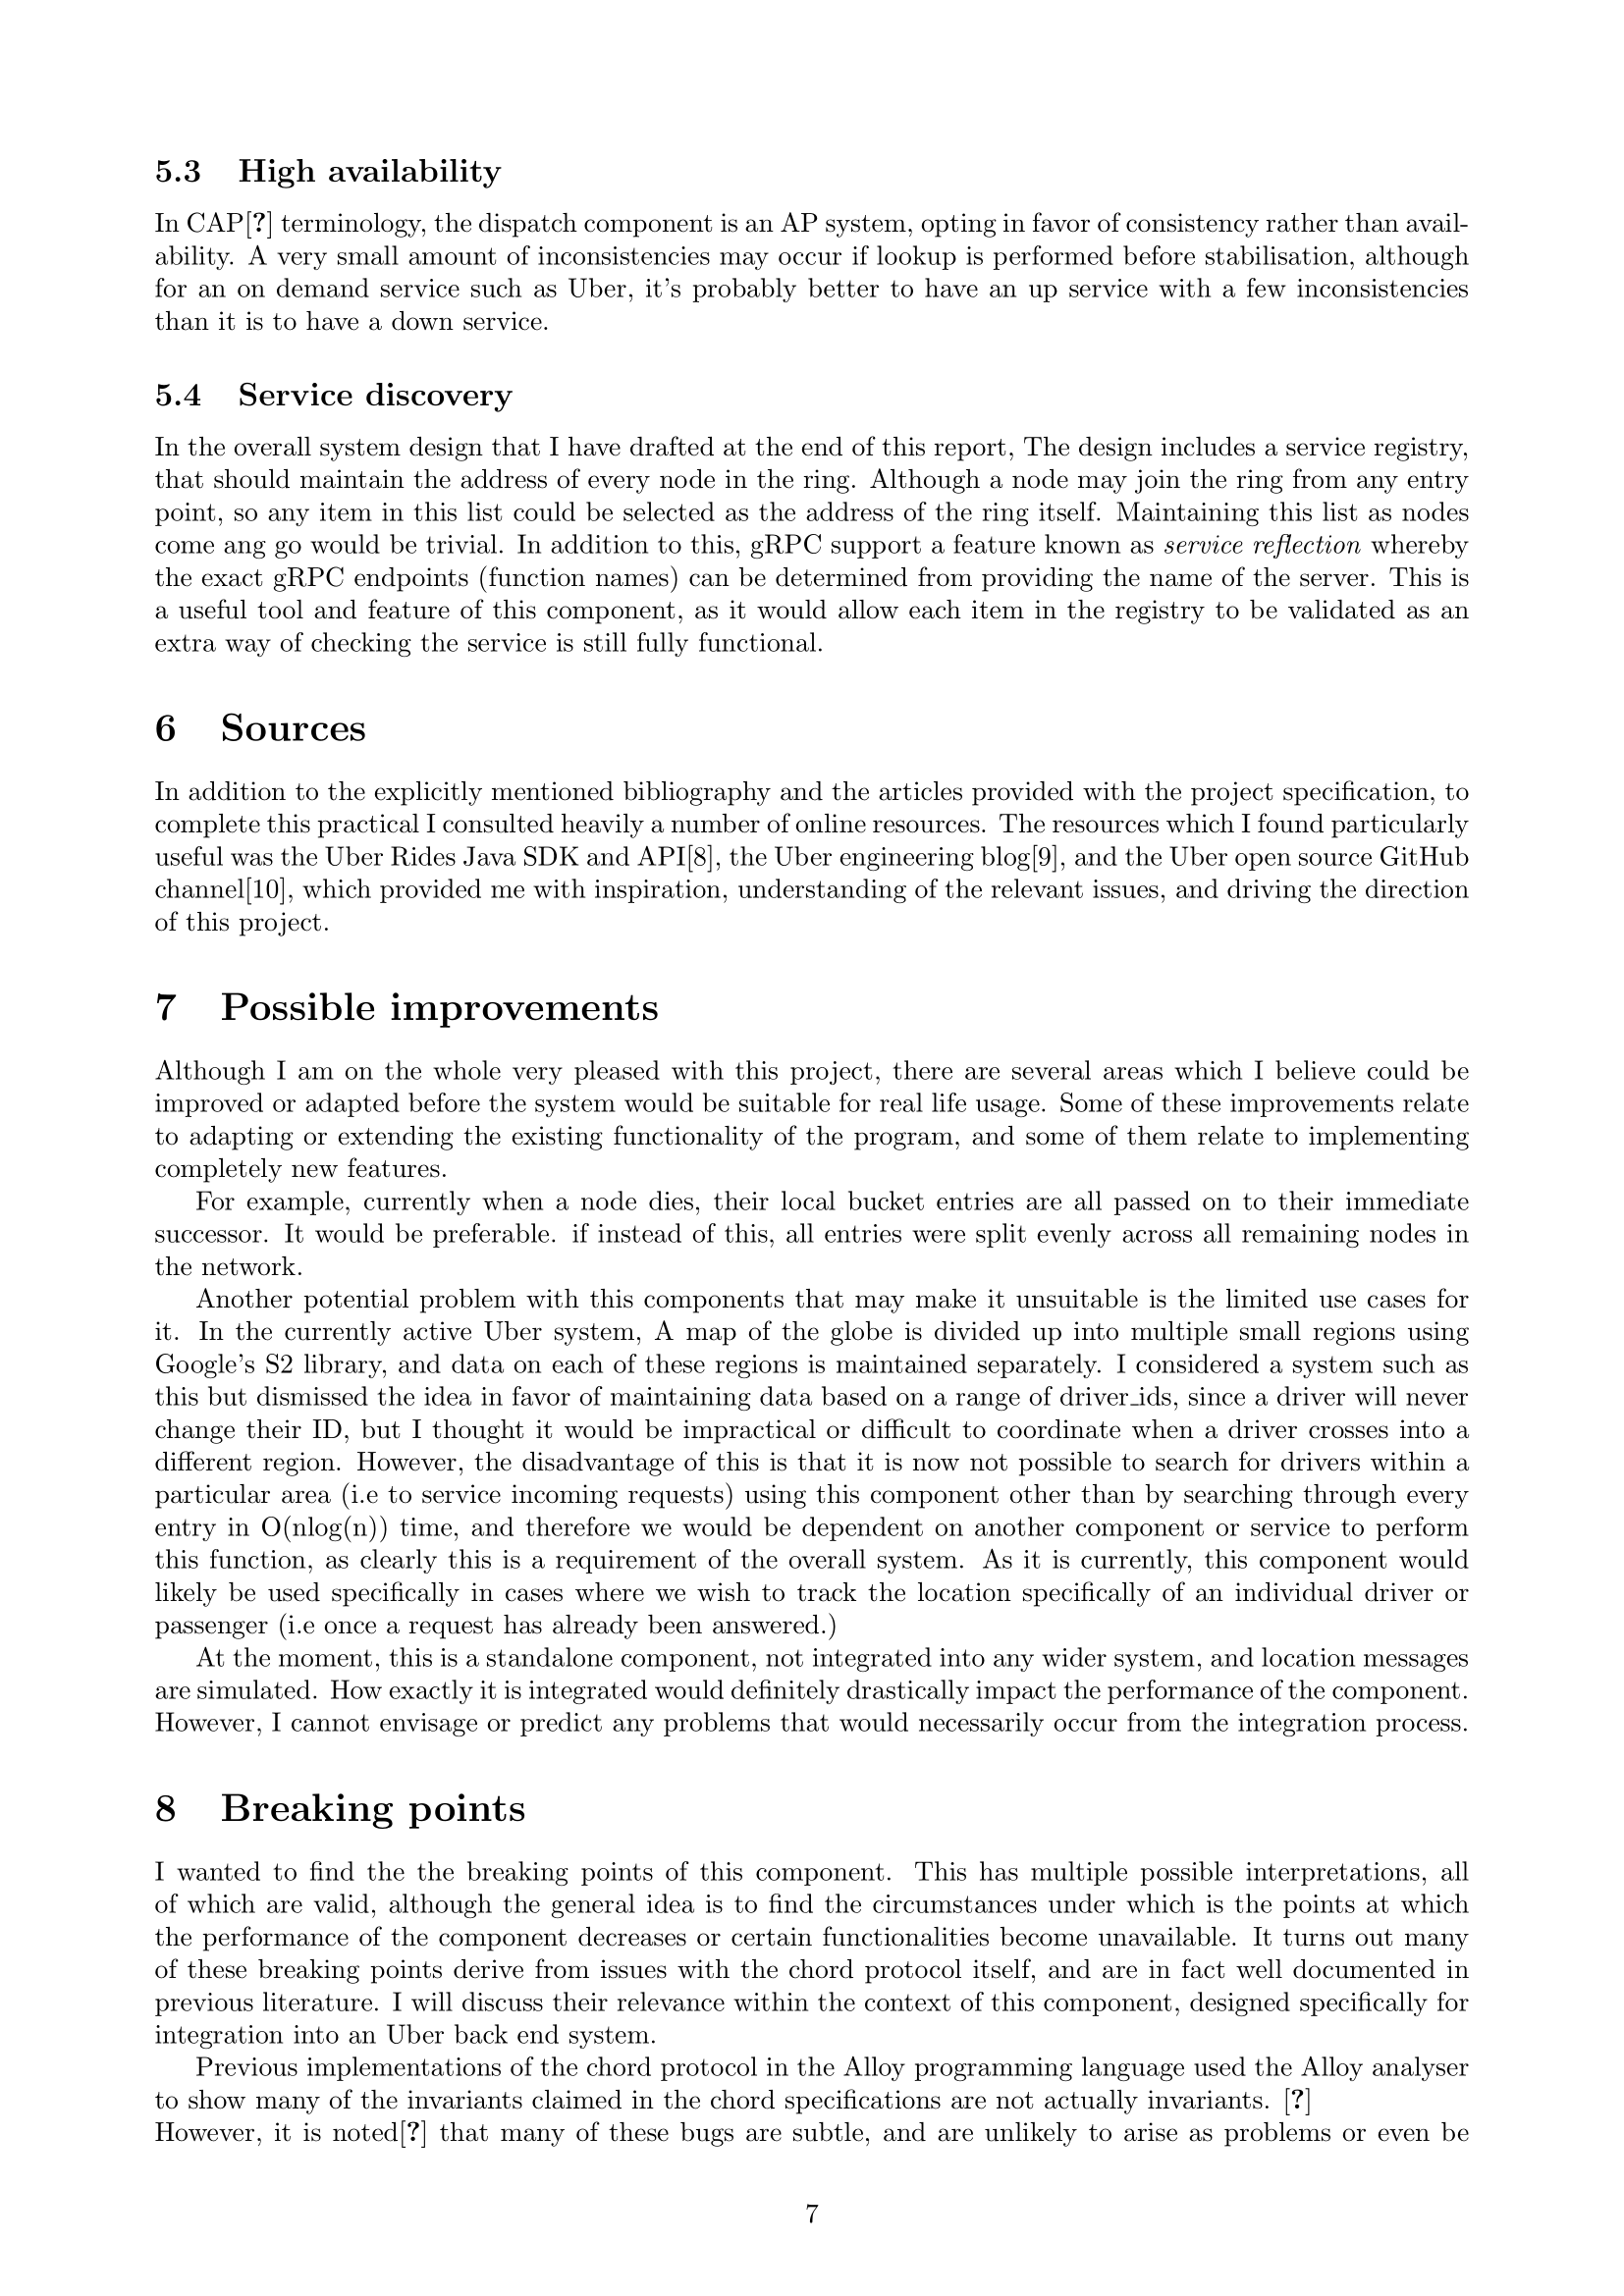 5.3 High availability
In CAP[?] terminology, the dispatch component is an AP system, opting in favor of consistency rather than avail-
ability. A very small amount of inconsistencies may occur if lookup is performed before stabilisation, although
for an on demand service such as Uber, it's probably better to have an up service with a few inconsistencies
than it is to have a down service.
5.4 Service discovery
In the overall system design that I have drafted at the end of this report, The design includes a service registry,
that should maintain the address of every node in the ring. Although a node may join the ring from any entry
point, so any item in this list could be selected as the address of the ring itself. Maintaining this list as nodes
come ang go would be trivial. In addition to this, gRPC support a feature known as service reflection whereby
the exact gRPC endpoints (function names) can be determined from providing the name of the server. This is
a useful tool and feature of this component, as it would allow each item in the registry to be validated as an
extra way of checking the service is still fully functional.
6 Sources
In addition to the explicitly mentioned bibliography and the articles provided with the project specification, to
complete this practical I consulted heavily a number of online resources. The resources which I found particularly
useful was the Uber Rides Java SDK and API[8], the Uber engineering blog[9], and the Uber open source GitHub
channel[10], which provided me with inspiration, understanding of the relevant issues, and driving the direction
of this project.
7 Possible improvements
Although I am on the whole very pleased with this project, there are several areas which I believe could be
improved or adapted before the system would be suitable for real life usage. Some of these improvements relate
to adapting or extending the existing functionality of the program, and some of them relate to implementing
completely new features.
For example, currently when a node dies, their local bucket entries are all passed on to their immediate
successor. It would be preferable. if instead of this, all entries were split evenly across all remaining nodes in
the network.
Another potential problem with this components that may make it unsuitable is the limited use cases for
it. In the currently active Uber system, A map of the globe is divided up into multiple small regions using
Google's S2 library, and data on each of these regions is maintained separately. I considered a system such as
this but dismissed the idea in favor of maintaining data based on a range of driver_ids, since a driver will never
change their ID, but I thought it would be impractical or difficult to coordinate when a driver crosses into a
different region. However, the disadvantage of this is that it is now not possible to search for drivers within a
particular area (i.e to service incoming requests) using this component other than by searching through every
entry in O(nlog(n)) time, and therefore we would be dependent on another component or service to perform
this function, as clearly this is a requirement of the overall system. As it is currently, this component would
likely be used specifically in cases where we wish to track the location specifically of an individual driver or
passenger (i.e once a request has already been answered.)
At the moment, this is a standalone component, not integrated into any wider system, and location messages
are simulated. How exactly it is integrated would definitely drastically impact the performance of the component.
However, I cannot envisage or predict any problems that would necessarily occur from the integration process.
8 Breaking points
I wanted to find the the breaking points of this component. This has multiple possible interpretations, all
of which are valid, although the general idea is to find the circumstances under which is the points at which
the performance of the component decreases or certain functionalities become unavailable. It turns out many
of these breaking points derive from issues with the chord protocol itself, and are in fact well documented in
previous literature. I will discuss their relevance within the context of this component, designed specifically for
integration into an Uber back end system.
Previous implementations of the chord protocol in the Alloy programming language used the Alloy analyser
to show many of the invariants claimed in the chord specifications are not actually invariants. [?]
However, it is noted[?] that many of these bugs are subtle, and are unlikely to arise as problems or even be
7